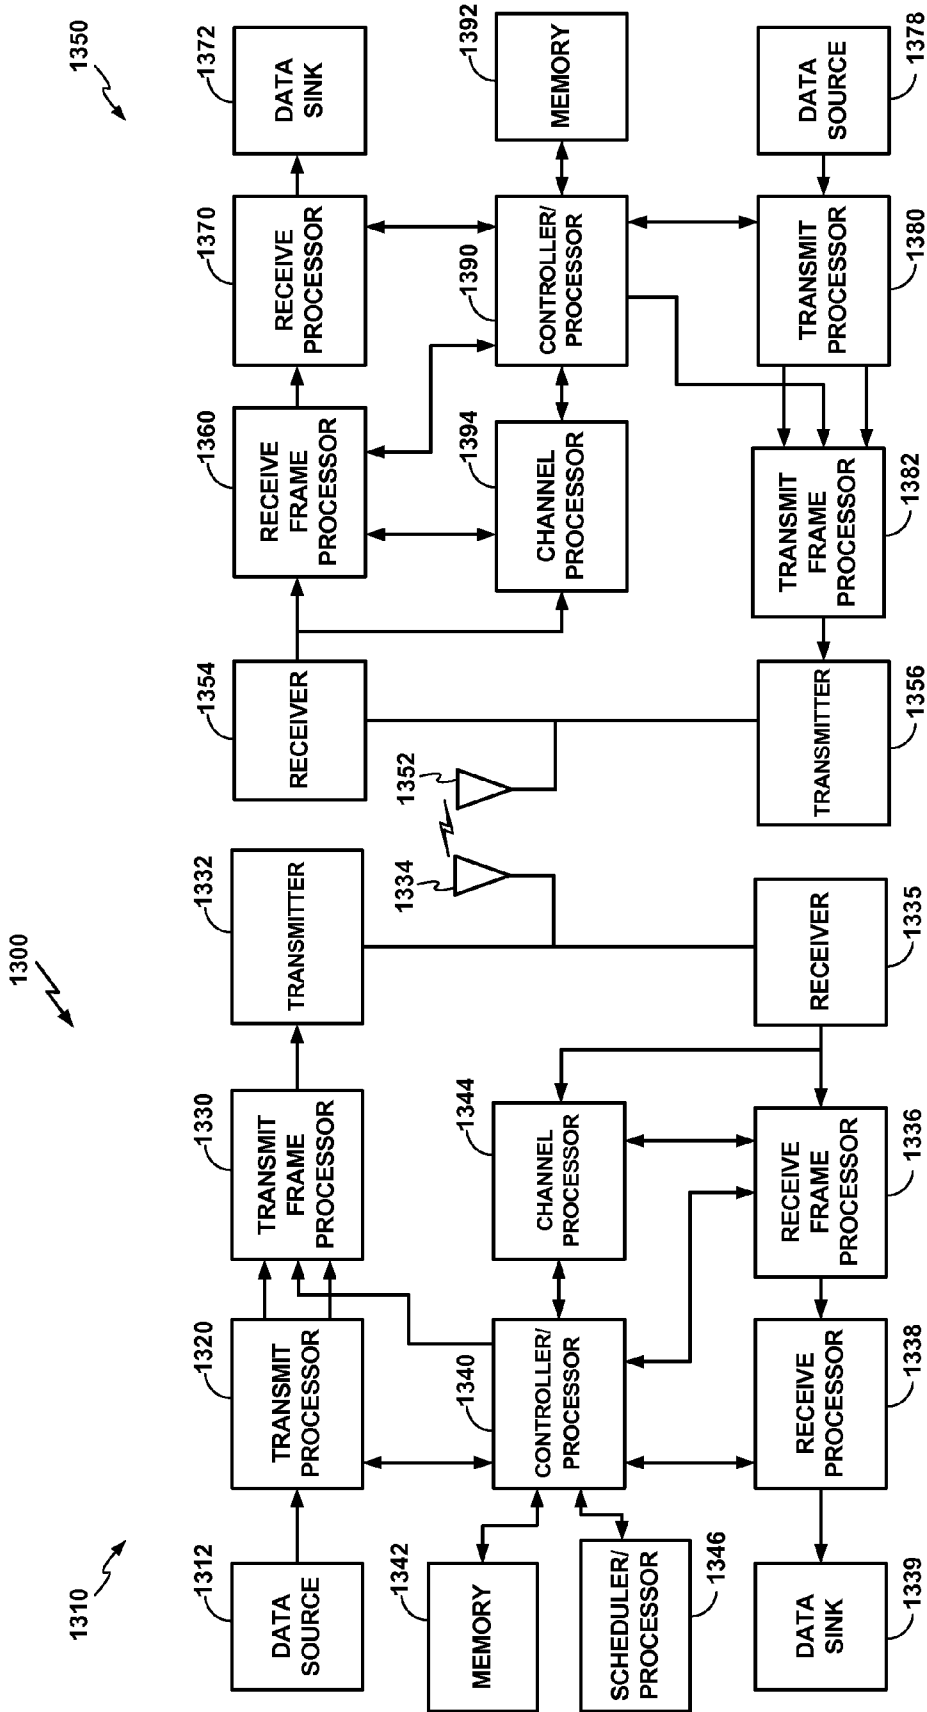 1300
1310
1350
1312
DATA
SOURCE
1320
TRANSMIT
PROCESSOR
1330
TRANSMIT
FRAME
PROCESSOR
1332
TRANSMITTER
1354
RECEIVER
1360
RECEIVE
FRAME
PROCESSOR
1370
RECEIVE
PROCESSOR
1372
DATA
SINK
1342
MEMORY
1340
CONTROLLER/
PROCESSOR
1344
CHANNEL
PROCESSOR
1334
1352
1394
CHANNEL
PROCESSOR
1390
CONTROLLER/
PROCESSOR
1392
MEMORY
SCHEDULER/
PROCESSOR
1346
DATA
SINK
1339
RECEIVE
PROCESSOR
1338
RECEIVE
FRAME
PROCESSOR
1336
RECEIVER
1335
TRANSMITTER
1356
TRANSMIT
FRAME
PROCESSOR
1382
TRANSMIT
PROCESSOR
1380
DATA
SOURCE
1378